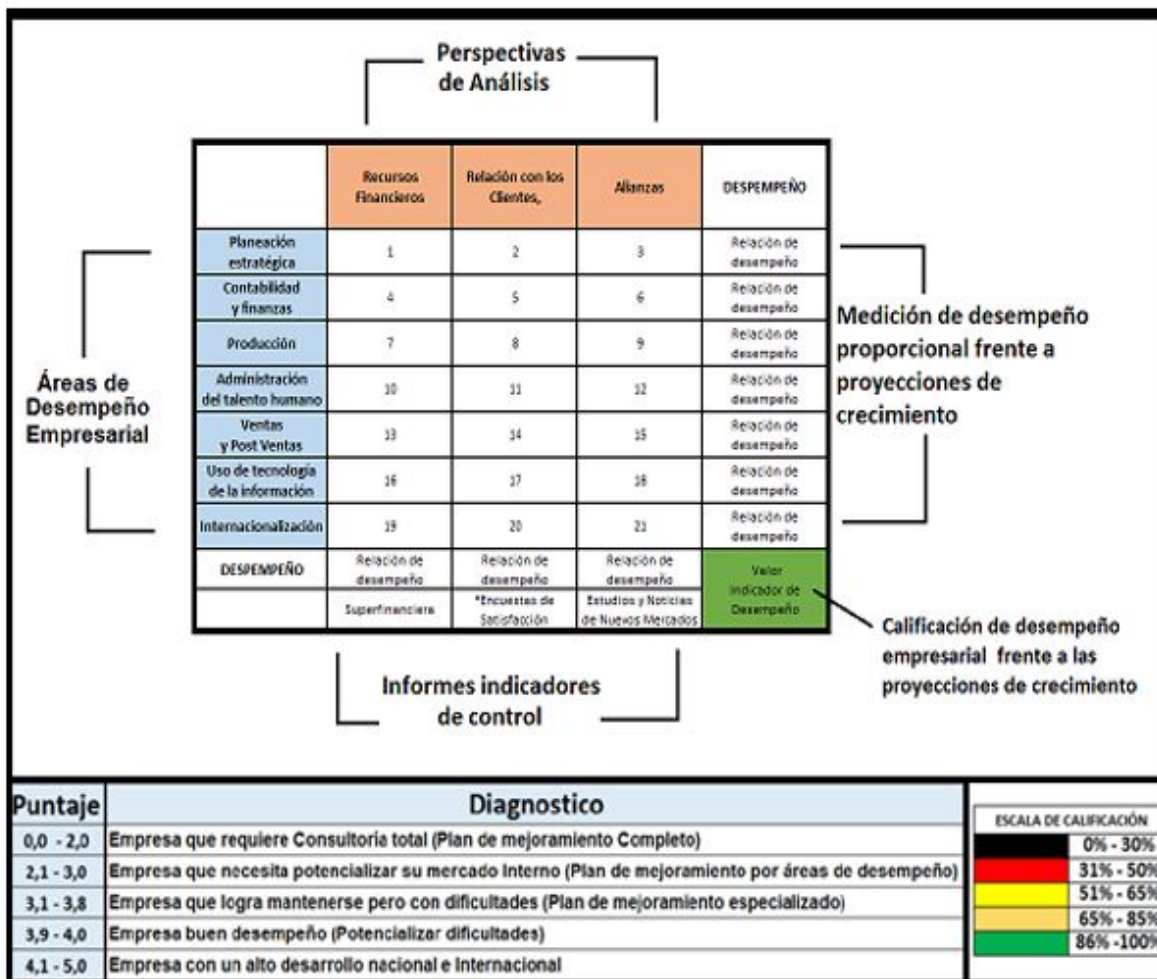 Perspectivas
de Análisis
Recursos
Financieros
Relación con los
Clientes,
Alianzas
DESPEMPEÑO
Planeación
estratégica
1
2
3
Relación de
desempeño
Contabilidad
y finanzas
4
5
6
Relación de
desempeño
Producción
7
8
9
Relación de
desempeño
Administración
del talento humano
10
11
12
Relación de
desempeño
Ventas
y Post Ventas
13
14
15
Relación de
desempeño
Uso de tecnología
de la información
16
17
18
Relación de
desempeño
Internacionalización
19
20
21
Relación de
desempeño
DESPEMPEÑO
Relación de
desempeño
Relación de
desempeño
Relación de
desempeño
Valor
Indicador de
Desempeño
Superfinanciera
*Encuestas de
Satisfacción
Estudios y Noticias
de Nuevos Mercados
Áreas de
Desempeño
Empresarial
Medición de desempeño
proporcional frente a
proyecciones de
crecimiento
Calificación de desempeño
empresarial frente a las
proyecciones de crecimiento
Informes indicadores
de control
Puntaje
Diagnostico
0,0 - 2,0 Empresa que requiere Consultoría total (Plan de mejoramiento Completo)
2,1 - 3,0 Empresa que necesita potencializar su mercado Interno (Plan de mejoramiento por áreas de desempeño)
3,1 - 3,8 Empresa que logra mantenerse pero con dificultades (Plan de mejoramiento especializado)
3,9 - 4,0 Empresa buen desempeño (Potencializar dificultades)
4,1 - 5,0 Empresa con un alto desarrollo nacional e Internacional
ESCALA DE CALIFICACIÓN
0% - 30%
31% - 50%
51% - 65%
65% - 85%
86% -100%